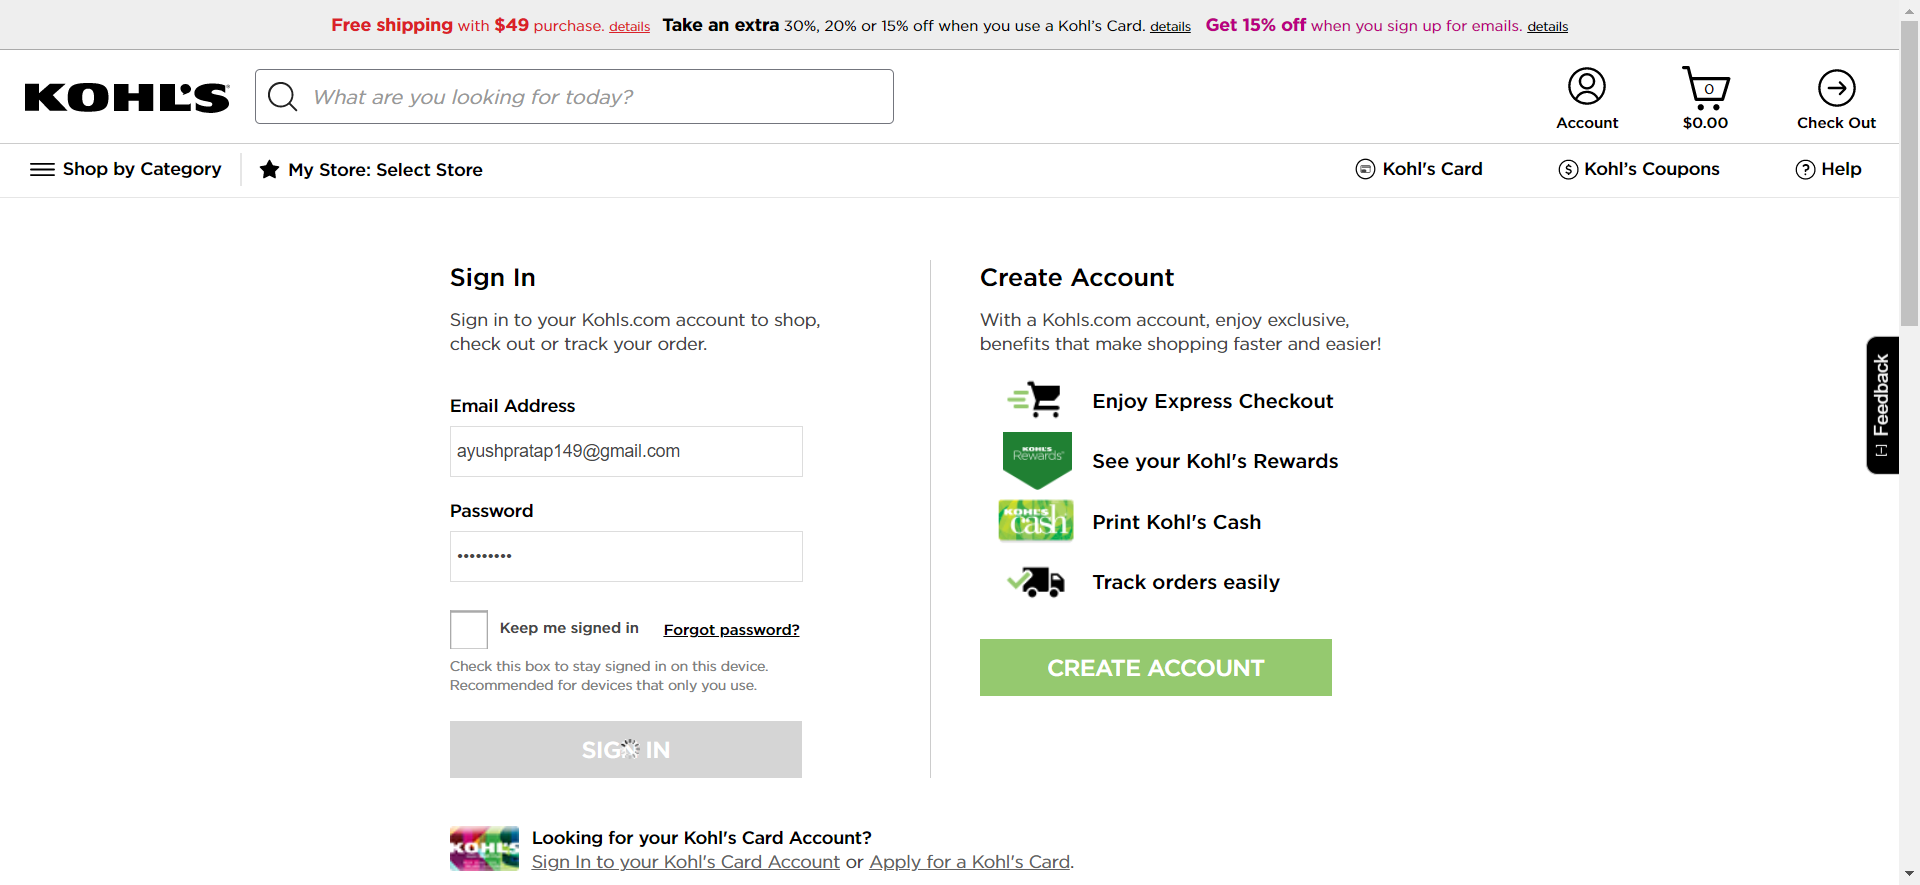 Free shipping with $49 purchase. details Take an extra 30%, 20% or 15% off when you use a Kohl’s Card. details Get 15% off when you sign up for emails. details
KOHL'S
What are you looking for today?
Account
0
$0.00
Check Out
Shop by Category
My Store: Select Store
Kohl's Card
$
Kohl’s Coupons
?
Help
Sign In
Sign in to your Kohls.com account to shop,
check out or track your order.
Email Address
ayushpratap149@gmail.com
Password
•••••••••
Keep me signed in
Forgot password?
Check this box to stay signed in on this device.
Recommended for devices that only you use.
SIGN IN
Create Account
With a Kohls.com account, enjoy exclusive,
benefits that make shopping faster and easier!
Enjoy Express Checkout
KOHL'S
Rewards
See your Kohl's Rewards
KOHL'S
cash
Print Kohl's Cash
Track orders easily
CREATE ACCOUNT
[-] Feedback
KOHL'S
Looking for your Kohl's Card Account?
Sign In to your Kohl's Card Account or Apply for a Kohl's Card.